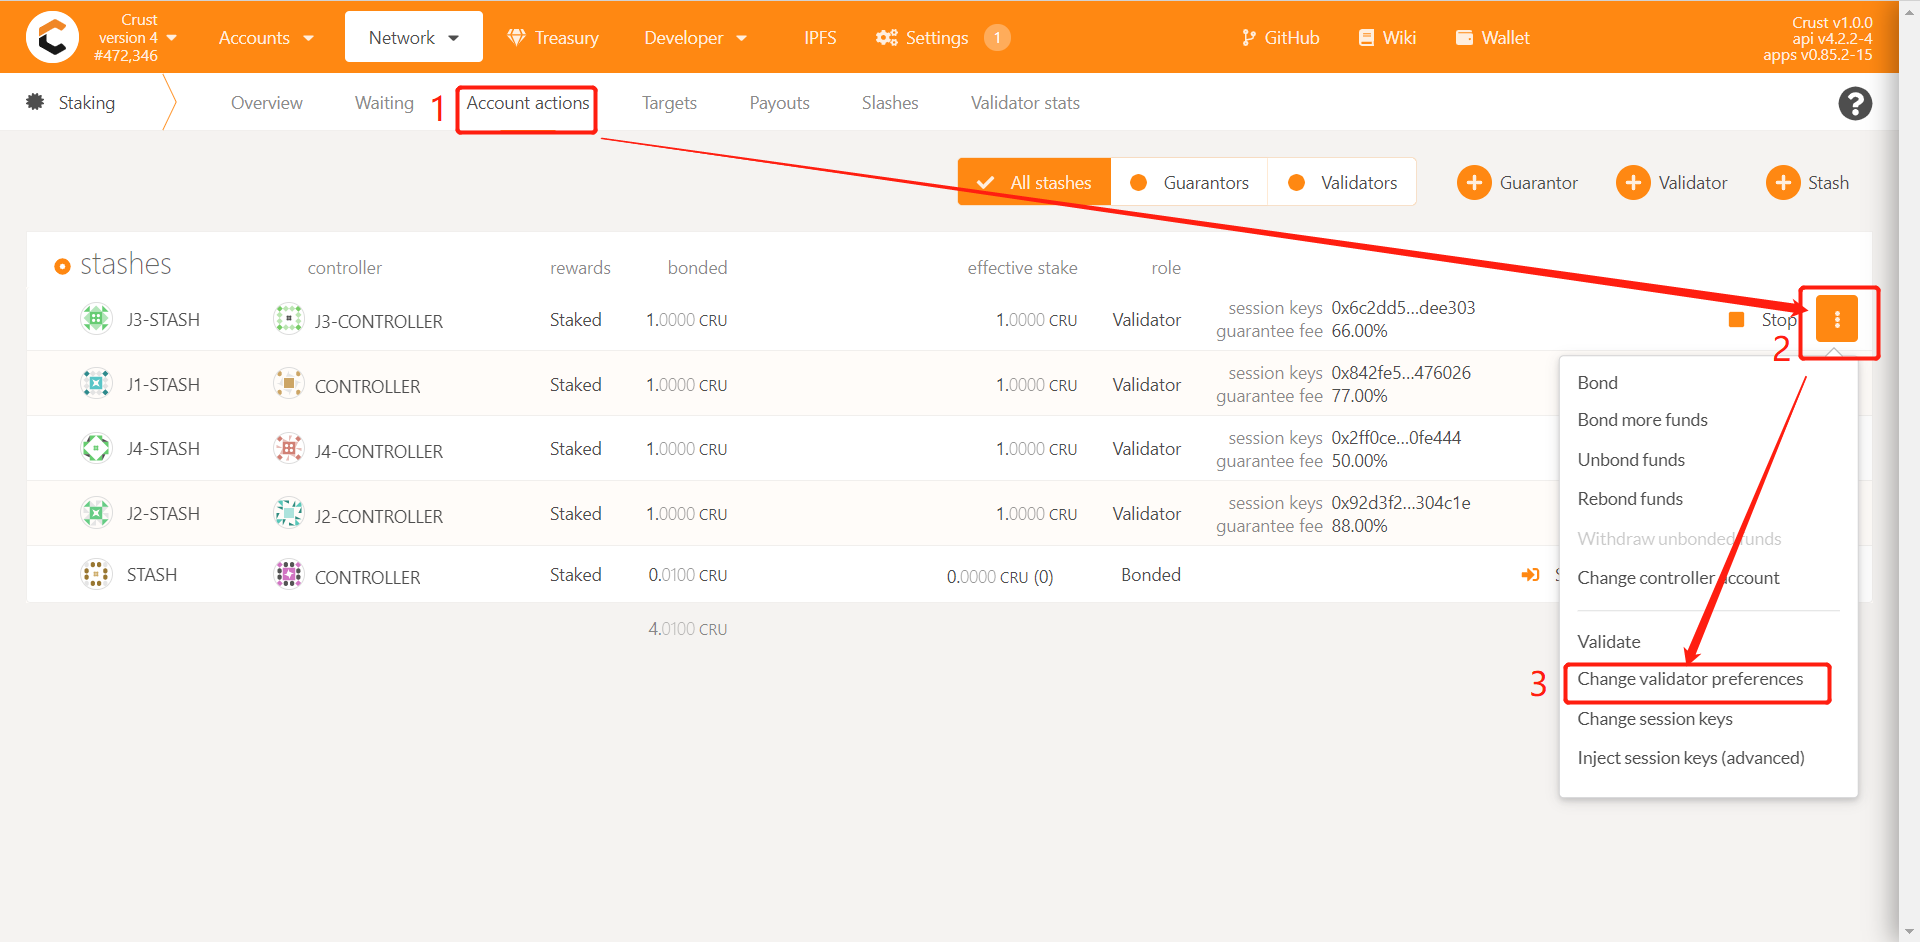 Crust
version 4
#472,346
Accounts
Network
Treasury
Developer
IPFS
Settings 1
GitHub
Wiki
Wallet
Crust v1.0.0
api v4.2.2-4
apps v0.85.2-15
Staking
Overview
Waiting
1
Account actions
Targets
Payouts
Slashes
Validator stats
?
All stashes
Guarantors
Validators
Guarantor
Validator
Stash
stashes controller rewards bonded effective stake role
J3-STASH J3-CONTROLLER Staked 1.0000 CRU 1.0000 CRU Validator
session keys 0x6c2dd5...dee303
guarantee fee 66.00%
Stop
2
J1-STASH CONTROLLER Staked 1.0000 CRU 1.0000 CRU Validator
session keys 0x842fe5...476026
guarantee fee 77.00%
J4-STASH J4-CONTROLLER Staked 1.0000 CRU 1.0000 CRU Validator
session keys 0x2ff0ce...0fe444
guarantee fee 50.00%
J2-STASH J2-CONTROLLER Staked 1.0000 CRU 1.0000 CRU Validator
session keys 0x92d3f2...304c1e
guarantee fee 88.00%
STASH CONTROLLER Staked 0.0100 CRU 0.0000 CRU (0) Bonded
4.0100 CRU
Bond
Bond more funds
Unbond funds
Rebond funds
Withdraw unbonded funds
Change controller account
Validate
3
Change validator preferences
Change session keys
Inject session keys (advanced)